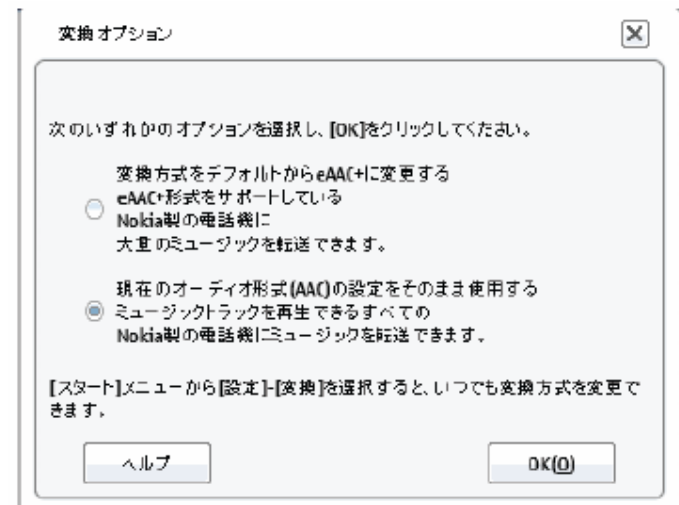 変換オプション
次のいずれかのオプションを選択し、[OK]をクリックしてください。
変換方式をデフォルトからeAAC+に変更する
eAAC+形式をサポートしている
Nokia製の電話機に
大量のミュージックを転送できます。
現在のオーディオ形式(AAC)の設定をそのまま使用する
ミュージックトラックを再生できるすべての
Nokia製の電話機にミュージックを転送できます。
[スタート]メニューから[設定]-[変換]を選択すると、いつでも変換方式を変更で
きます。
ヘルプ
OK(O)